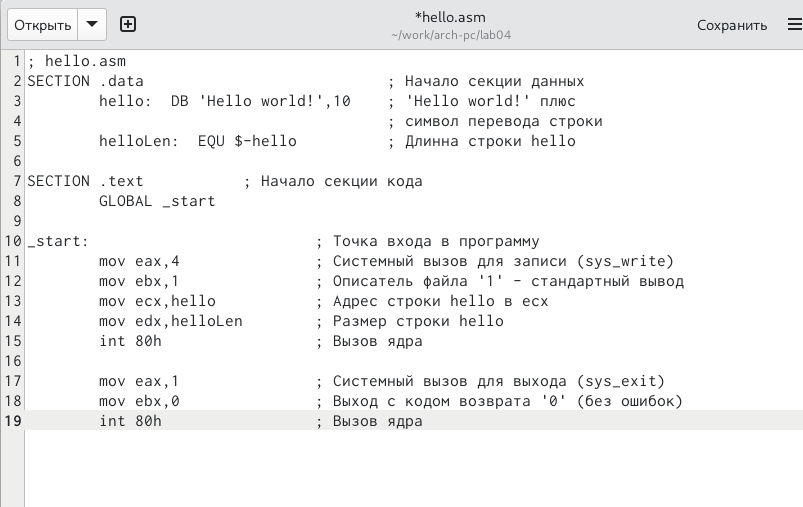 Открыть
*hello.asm
~/work/arch-pc/lab04
Сохранить
1 ; hello.asm
2 SECTION .data ; Начало секции данных
3 hello: DB 'Hello world!',10 ; 'Hello world!' плюс
4 ; символ перевода строки
5 helloLen: EQU $-hello ; Длинна строки hello
6
7 SECTION .text ; Начало секции кода
8 GLOBAL _start
9
10 _start: ; Точка входа в программу
11 mov eax,4 ; Системный вызов для записи (sys_write)
12 mov ebx,1 ; Описатель файла '1' - стандартный вывод
13 mov ecx,hello ; Адрес строки hello в ecx
14 mov edx,helloLen ; Размер строки hello
15 int 80h ; Вызов ядра
16
17 mov eax,1 ; Системный вызов для выхода (sys_exit)
18 mov ebx,0 ; Выход с кодом возврата '0' (без ошибок)
19 int 80h ; Вызов ядра